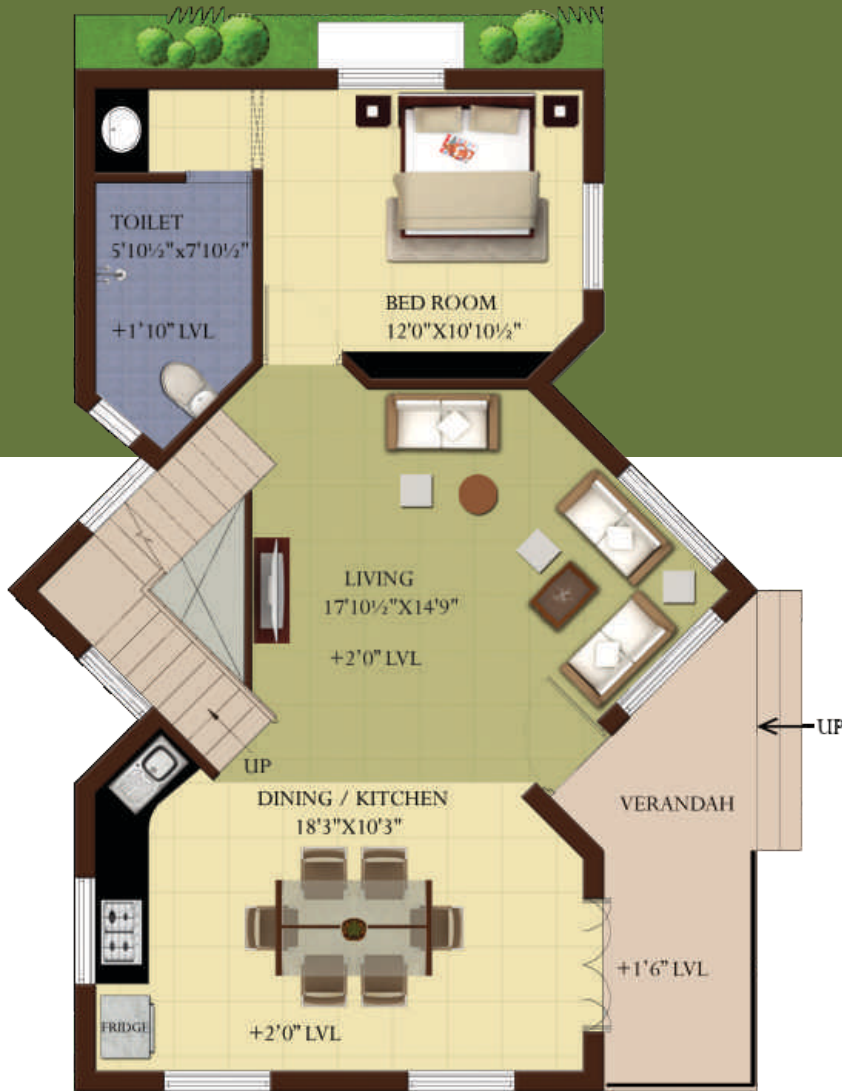 TOILET
5'10½"x7'10½"
+1'10" LVL
BED ROOM
12'0"X10'10½"
LIVING
17'10½"X14'9"
+2'0" LVL
UP
UP
DINING / KITCHEN
18'3"X10'3"
VERANDAH
+1'6" LVL
FRIDGE
+2'0" LVL